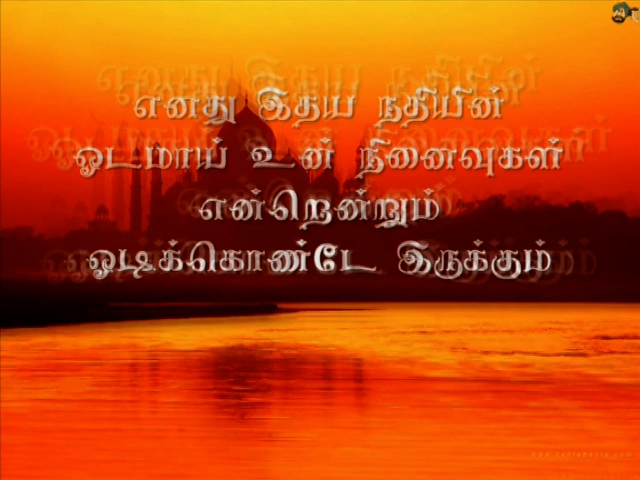 எனது இதய நதியின்
ஓடமாய் உன் நினைவுகள்
என்றென்றும்
ஓடிக்கொண்டே இருக்கும்